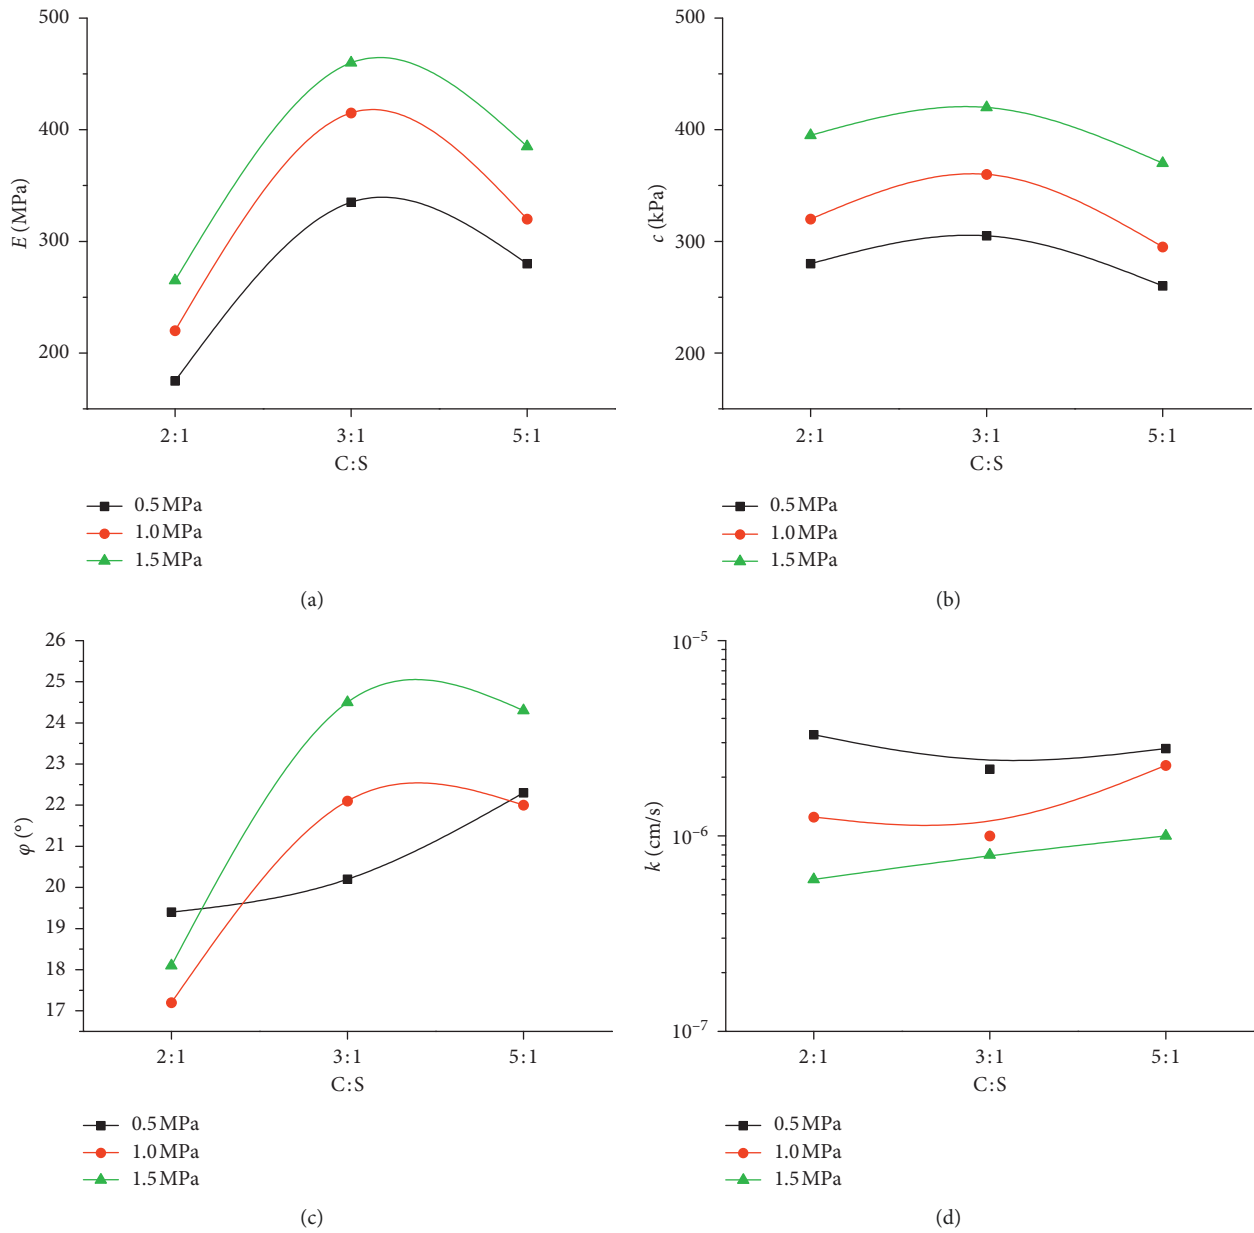 500
400
300
200
E (MPa)
2:1 3:1 5:1
C:S
0.5 MPa
1.0 MPa
1.5 MPa
(a)
500
400
300
200
c (kPa)
2:1 3:1 5:1
C:S
0.5 MPa
1.0 MPa
1.5 MPa
(b)
26
25
24
23
22
21
20
19
18
17
φ (°)
2:1 3:1 5:1
C:S
0.5 MPa
1.0 MPa
1.5 MPa
(c)
10⁻⁵
10⁻⁶
10⁻⁷
k (cm/s)
2:1 3:1 5:1
C:S
0.5 MPa
1.0 MPa
1.5 MPa
(d)